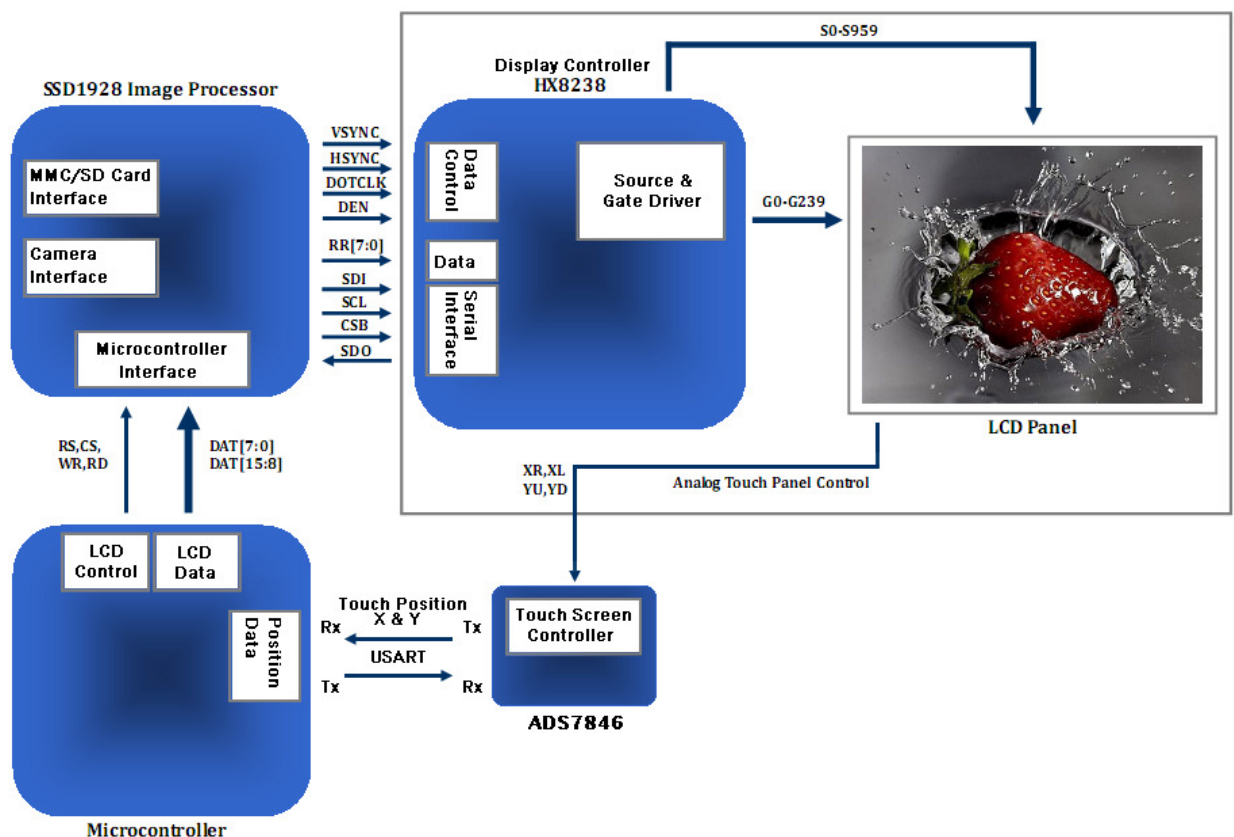 S0-S959
Display Controller
HX8238
SSD1928 Image Processor
VSYNC
HSYNC
DOTCLK
DEN
RR[7:0]
SDI
SCL
CSB
SDO
MMC/SD Card
Interface
Camera
Interface
Microcontroller
Interface
Data
Control
Data
Serial
Interface
Source &
Gate Driver
G0-G239
LCD Panel
RS,CS,
WR,RD
DAT[7:0]
DAT[15:8]
XR,XL
YU,YD
Analog Touch Panel Control
LCD
Control
LCD
Data
Position
Data
Touch Position
X & Y
Rx
Tx
USART
Tx
Rx
Touch Screen
Controller
ADS7846
Microcontroller